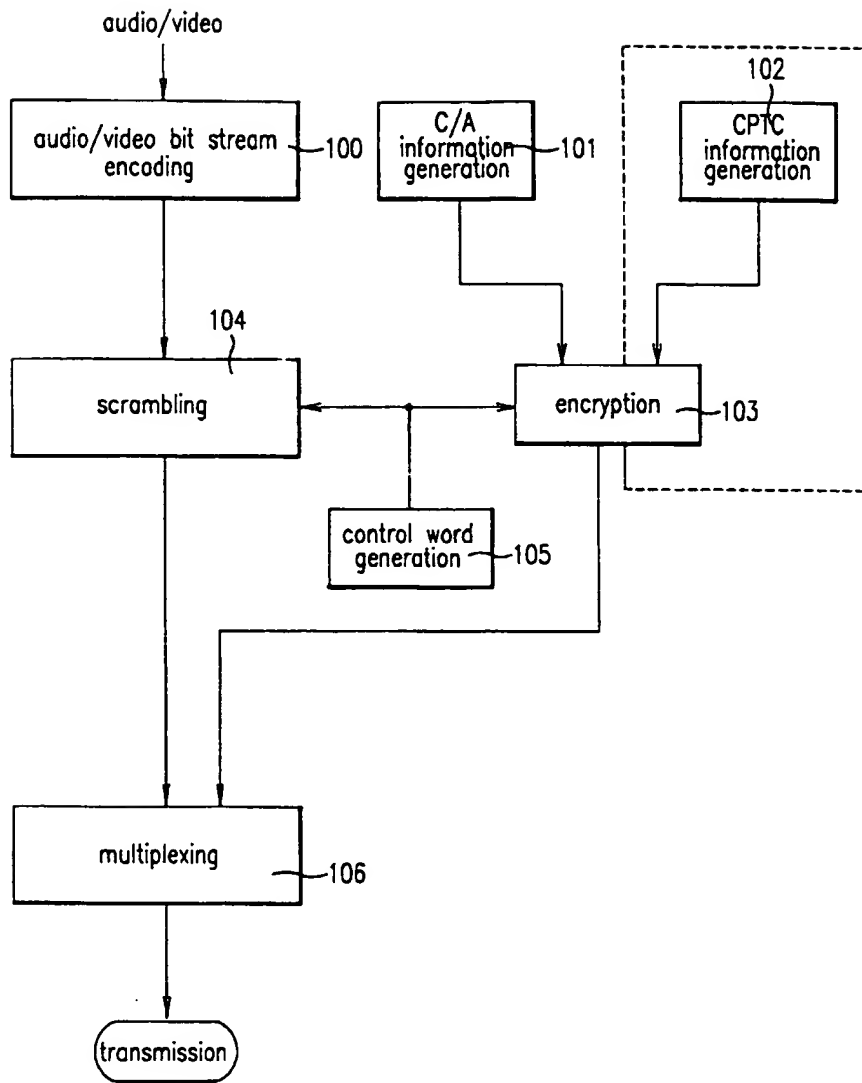 audio/video
audio/video bit stream
encoding
100
C/A
information
generation
101
102
CPTC
information
generation
104
scrambling
encryption
103
control word
generation
105
multiplexing
106
transmission